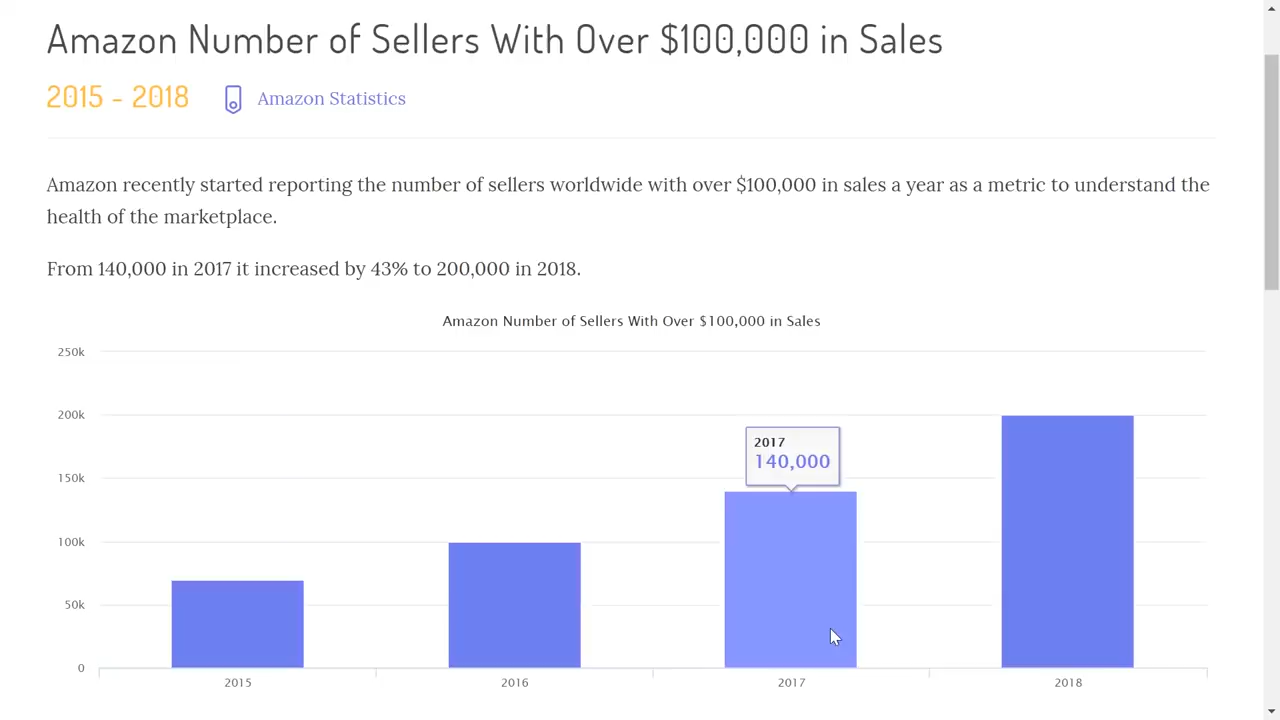 Amazon Number of Sellers With Over $100,000 in Sales
2015 - 2018 Amazon Statistics
Amazon recently started reporting the number of sellers worldwide with over $100,000 in sales a year as a metric to understand the
health of the marketplace.
From 140,000 in 2017 it increased by 43% to 200,000 in 2018.
Amazon Number of Sellers With Over $100,000 in Sales
250k
200k
2017
140,000
150k
100k
50k
0
2015 2016 2017 2018